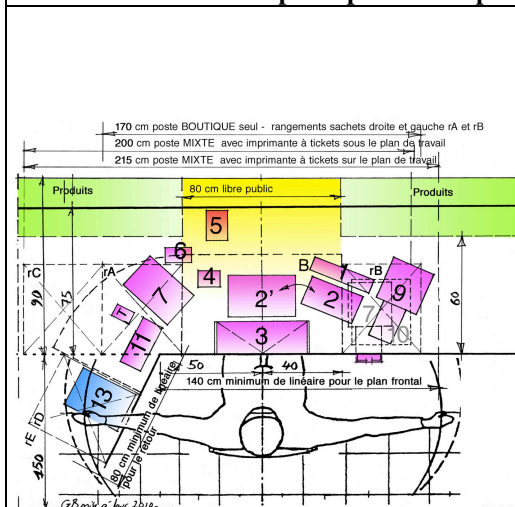 170 cm poste BOUTIQUE seul - rangements sachets droite et gauche rA et rB
200 cm poste MIXTE avec imprimante à tickets sous le plan de travail
215 cm poste MIXTE avec imprimante à tickets sur le plan de travail
Produits
80 cm libre public
Produits
5
6
4
B
rC
rA
rB
7
2'
2
1
9
7
10
T
11
3
90
75
60
50
40
140 cm minimum de linéaire pour le plan frontal
13
80 cm minimum de linéaire
pour le retour
rE
rD
150